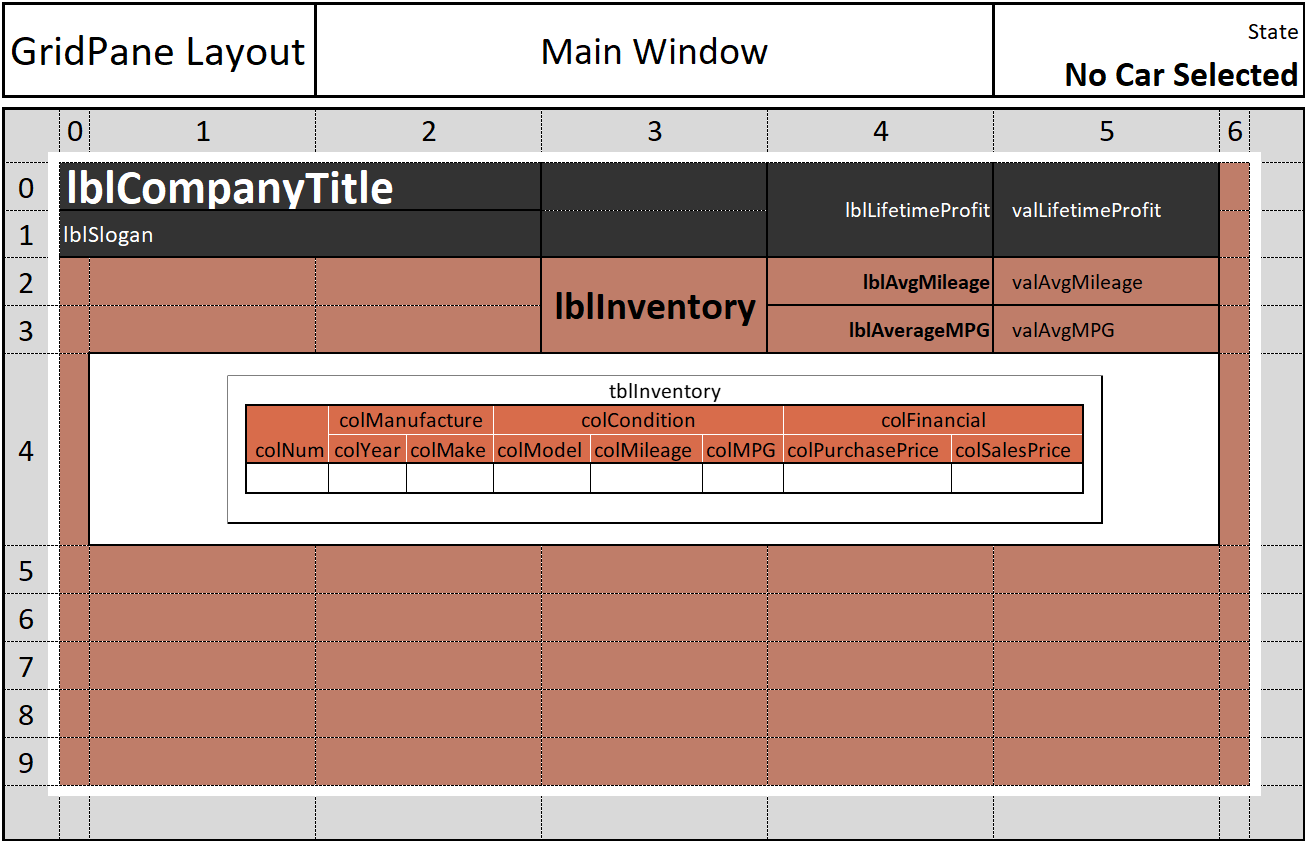 GridPane Layout
Main Window
State
No Car Selected
0 1 2 3 4 5 6
0 lblCompanyTitle
lblLifetimeProfit valLifetimeProfit
1 lblSlogan
2 lblAvgMileage valAvgMileage
lblInventory
3 lblAverageMPG valAvgMPG
tblInventory
colManufacture colCondition colFinancial
4 colNum colYear colMake colModel colMileage colMPG colPurchasePrice colSalesPrice
5
6
7
8
9